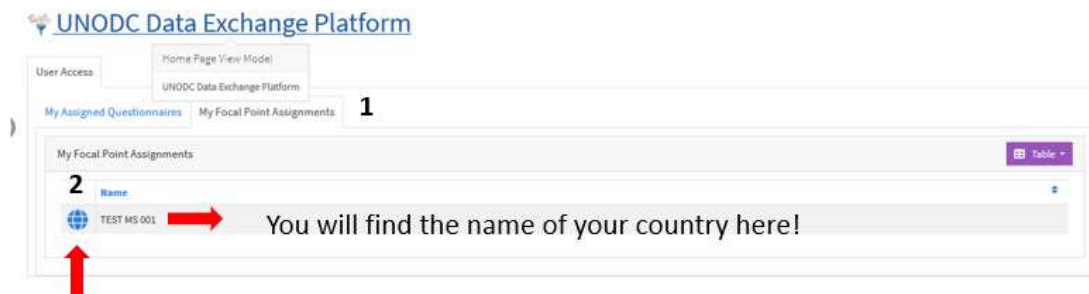 UNODC Data Exchange Platform
Home Page View Model
User Access
UNODC Data Exchange Platform
My Assigned Questionnaires My Focal Point Assignments 1
My Focal Point Assignments Table
2 Name
TEST MS 001 You will find the name of your country here!